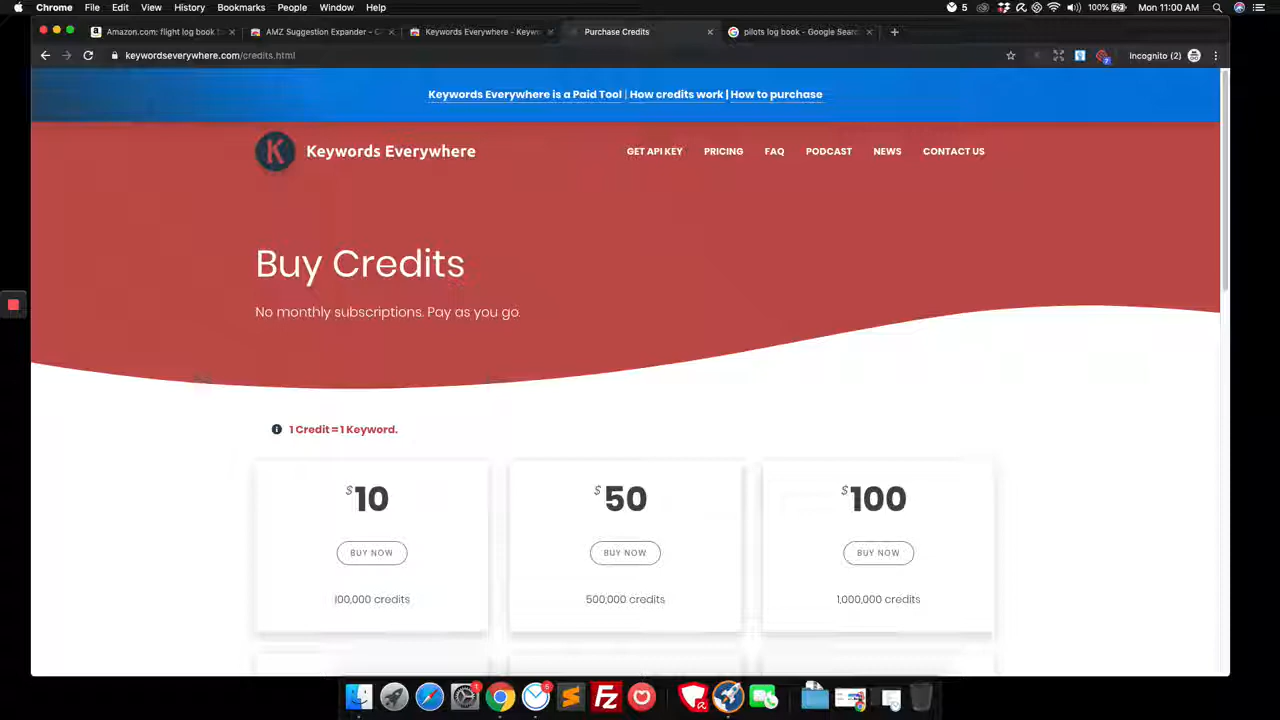 Chrome File Edit View History Bookmarks People Window Help 5 100% Mon 11:00 AM
Amazon.com: flight log book AMZ Suggestion Expander - Keywords Everywhere - Keyw Purchase Credits pilots log book - Google Sear
keywordseverywhere.com/credits.html Incognito (2)
Keywords Everywhere is a Paid Tool | How credits work | How to purchase
K Keywords Everywhere GET API KEY PRICING FAQ PODCAST NEWS CONTACT US
Buy Credits
No monthly subscriptions. Pay as you go.
1 Credit = 1 Keyword.
$10 $50 $100
BUY NOW BUY NOW BUY NOW
100,000 credits 500,000 credits 1,000,000 credits